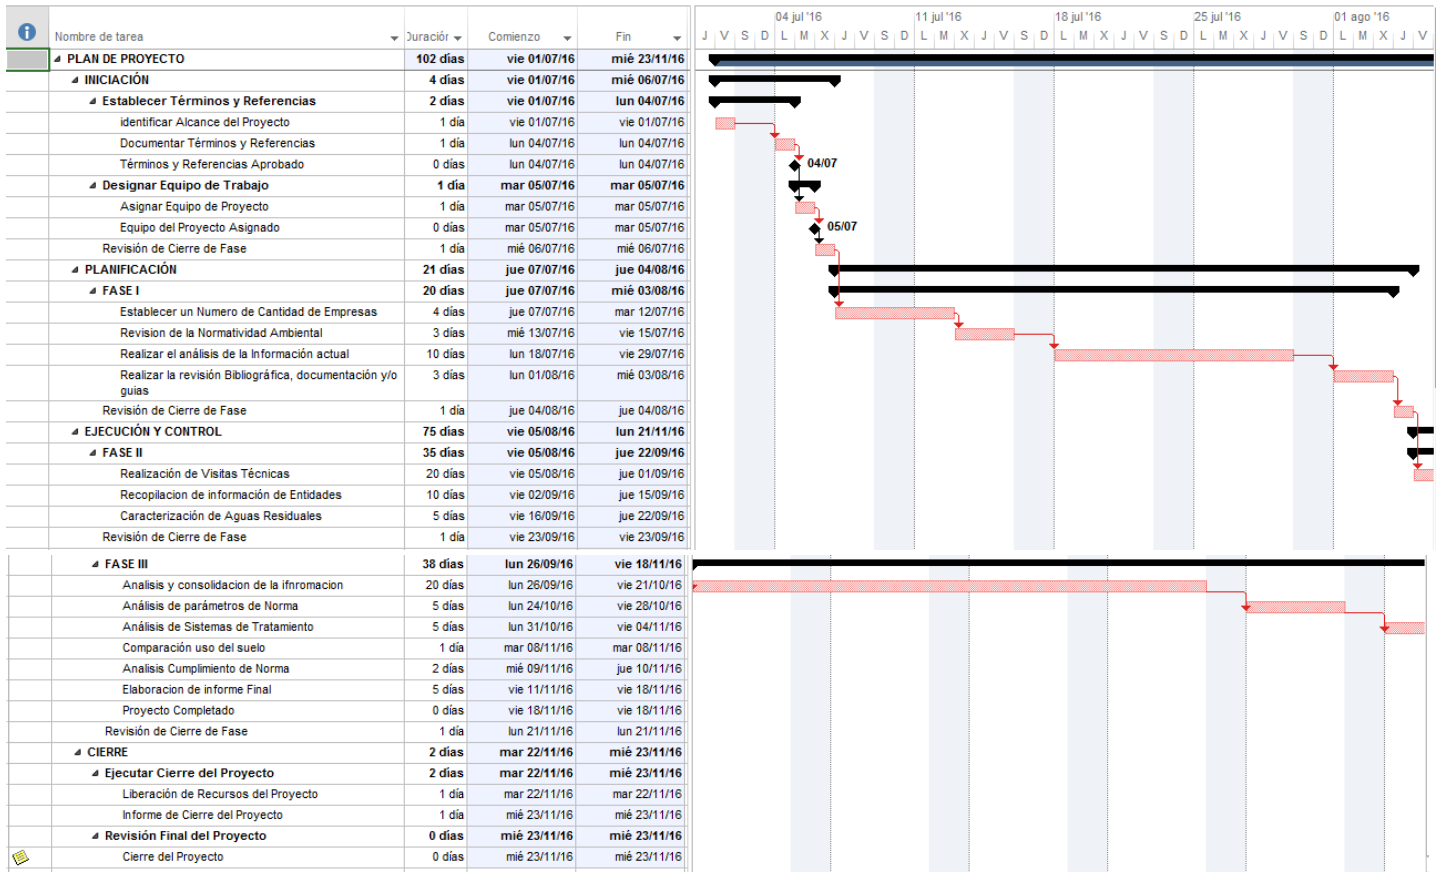 04 jul '16 11 jul '16 18 jul '16 25 jul '16 01 ago '16
Nombre de tarea Duración Comienzo Fin J V S D L M X J V S D L M X J V S D L M X J V S D L M X J V S D L M X J V
PLAN DE PROYECTO 102 días vie 01/07/16 mié 23/11/16
INICIACIÓN 4 días vie 01/07/16 mié 06/07/16
Establecer Términos y Referencias 2 días vie 01/07/16 lun 04/07/16
identificar Alcance del Proyecto 1 día vie 01/07/16 vie 01/07/16
Documentar Términos y Referencias 1 día lun 04/07/16 lun 04/07/16
Términos y Referencias Aprobado 0 días lun 04/07/16 lun 04/07/16 04/07
Designar Equipo de Trabajo 1 día mar 05/07/16 mar 05/07/16
Asignar Equipo de Proyecto 1 día mar 05/07/16 mar 05/07/16
Equipo del Proyecto Asignado 0 días mar 05/07/16 mar 05/07/16 05/07
Revisión de Cierre de Fase 1 día mié 06/07/16 mié 06/07/16
PLANIFICACIÓN 21 días jue 07/07/16 jue 04/08/16
FASE I 20 días jue 07/07/16 mié 03/08/16
Establecer un Numero de Cantidad de Empresas 4 días jue 07/07/16 mar 12/07/16
Revision de la Normatividad Ambiental 3 días mié 13/07/16 vie 15/07/16
Realizar el análisis de la Información actual 10 días lun 18/07/16 vie 29/07/16
Realizar la revisión Bibliográfica, documentación y/o 3 días lun 01/08/16 mié 03/08/16
guias
Revisión de Cierre de Fase 1 día jue 04/08/16 jue 04/08/16
EJECUCIÓN Y CONTROL 75 días vie 05/08/16 lun 21/11/16
FASE II 35 días vie 05/08/16 jue 22/09/16
Realización de Visitas Técnicas 20 días vie 05/08/16 jue 01/09/16
Recopilacion de información de Entidades 10 días vie 02/09/16 jue 15/09/16
Caracterización de Aguas Residuales 5 días vie 16/09/16 jue 22/09/16
Revisión de Cierre de Fase 1 día vie 23/09/16 vie 23/09/16
FASE III 38 días lun 26/09/16 vie 18/11/16
Analisis y consolidacion de la ifnromacion 20 días lun 26/09/16 vie 21/10/16
Análisis de parámetros de Norma 5 días lun 24/10/16 vie 28/10/16
Análisis de Sistemas de Tratamiento 5 días lun 31/10/16 vie 04/11/16
Comparación uso del suelo 1 día mar 08/11/16 mar 08/11/16
Analisis Cumplimiento de Norma 2 días mié 09/11/16 jue 10/11/16
Elaboracion de informe Final 5 días vie 11/11/16 vie 18/11/16
Proyecto Completado 0 días vie 18/11/16 vie 18/11/16
Revisión de Cierre de Fase 1 día lun 21/11/16 lun 21/11/16
CIERRE 2 días mar 22/11/16 mié 23/11/16
Ejecutar Cierre del Proyecto 2 días mar 22/11/16 mié 23/11/16
Liberación de Recursos del Proyecto 1 día mar 22/11/16 mar 22/11/16
Informe de Cierre del Proyecto 1 día mié 23/11/16 mié 23/11/16
Revisión Final del Proyecto 0 días mié 23/11/16 mié 23/11/16
Cierre del Proyecto 0 días mié 23/11/16 mié 23/11/16